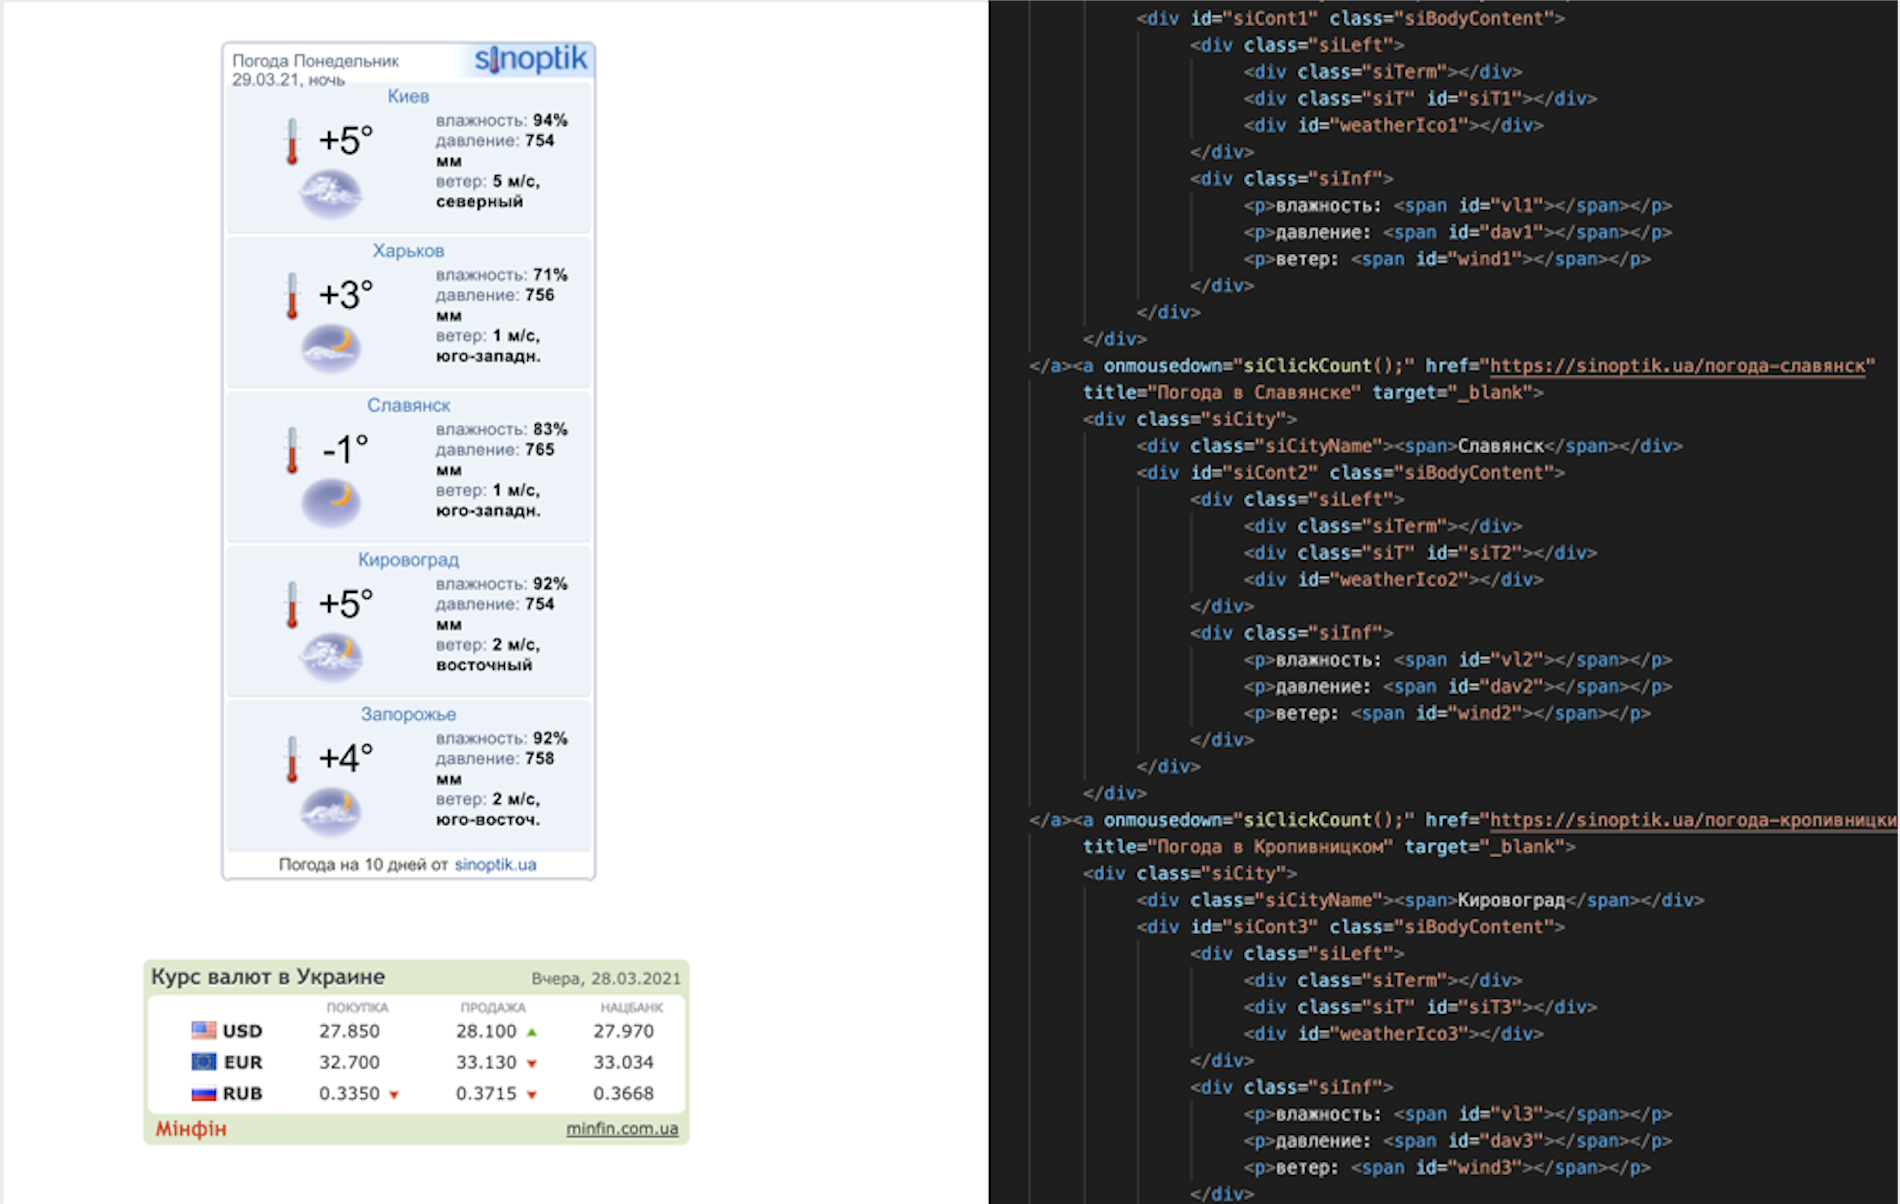 Погода Понедельник
29.03.21, ночь
sinoptik
Киев
+5°
влажность: 94%
давление: 754
мм
ветер: 5 м/с,
северный
Харьков
+3°
влажность: 71%
давление: 756
мм
ветер: 1 м/с,
юго-западн.
Славянск
-1°
влажность: 83%
давление: 765
мм
ветер: 1 м/с,
юго-западн.
Кировоград
+5°
влажность: 92%
давление: 754
мм
ветер: 2 м/с,
восточный
Запорожье
+4°
влажность: 92%
давление: 758
мм
ветер: 2 м/с,
юго-восточ.
Погода на 10 дней от sinoptik.ua
Курс валют в Украине Вчера, 28.03.2021
ПОКУПКА ПРОДАЖА НАЦБАНК
USD 27.850 28.100 27.970
EUR 32.700 33.130 33.034
RUB 0.3350 0.3715 0.3668
Мінфін minfin.com.ua
<div id="siCont1" class="siBodyContent">
<div class="siLeft">
<div class="siTerm"></div>
<div class="siT" id="siT1"></div>
<div id="weatherIco1"></div>
</div>
<div class="siInf">
<p>влажность: <span id="vl1"></span></p>
<p>давление: <span id="dav1"></span></p>
<p>ветер: <span id="wind1"></span></p>
</div>
</div>
</div>
</a><a onmousedown="siClickCount();" href="https://sinoptik.ua/погода-славянск"
title="Погода в Славянске" target="_blank">
<div class="siCity">
<div class="siCityName"><span>Славянск</span></div>
<div id="siCont2" class="siBodyContent">
<div class="siLeft">
<div class="siTerm"></div>
<div class="siT" id="siT2"></div>
<div id="weatherIco2"></div>
</div>
<div class="siInf">
<p>влажность: <span id="vl2"></span></p>
<p>давление: <span id="dav2"></span></p>
<p>ветер: <span id="wind2"></span></p>
</div>
</div>
</div>
</a><a onmousedown="siClickCount();" href="https://sinoptik.ua/погода-кропивницки
title="Погода в Кропивницком" target="_blank">
<div class="siCity">
<div class="siCityName"><span>Кировоград</span></div>
<div id="siCont3" class="siBodyContent">
<div class="siLeft">
<div class="siTerm"></div>
<div class="siT" id="siT3"></div>
<div id="weatherIco3"></div>
</div>
<div class="siInf">
<p>влажность: <span id="vl3"></span></p>
<p>давление: <span id="dav3"></span></p>
<p>ветер: <span id="wind3"></span></p>
</div>